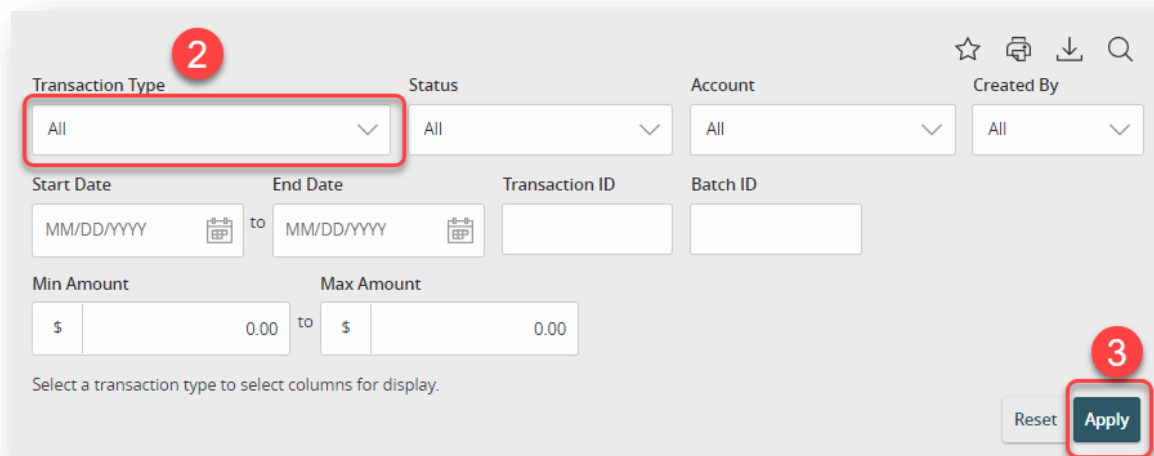 2
Transaction Type Status Account Created By
All All All All
Start Date End Date Transaction ID Batch ID
MM/DD/YYYY to MM/DD/YYYY
Min Amount Max Amount
$ 0.00 to $ 0.00
3
Select a transaction type to select columns for display.
Reset Apply